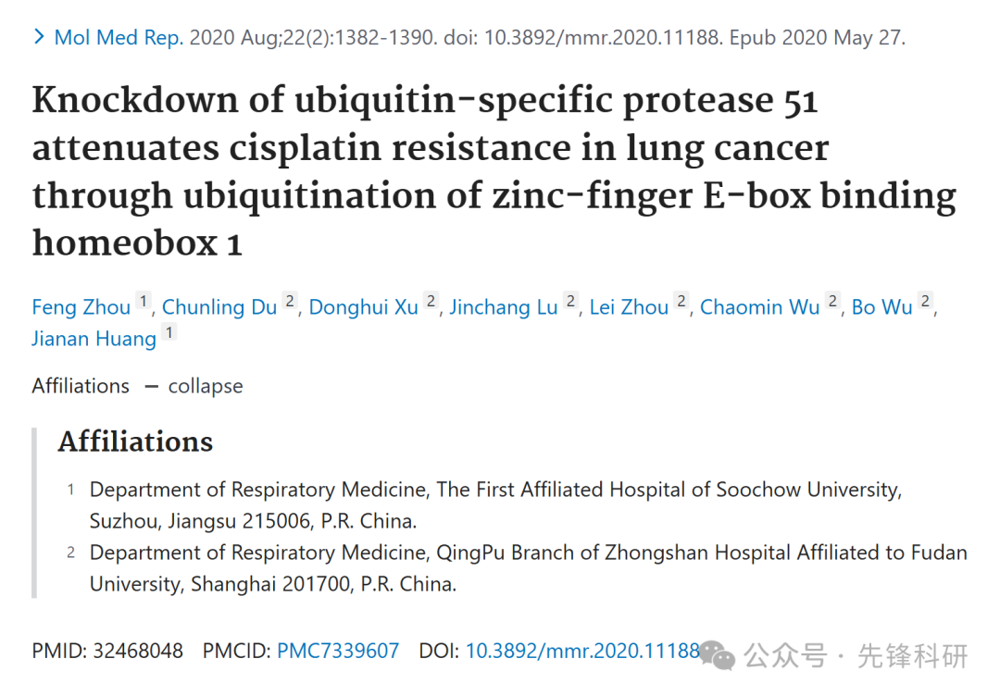 Mol Med Rep. 2020 Aug;22(2):1382-1390. doi: 10.3892/mmr.2020.11188. Epub 2020 May 27.
Knockdown of ubiquitin-specific protease 51
attenuates cisplatin resistance in lung cancer
through ubiquitination of zinc-finger E-box binding
homeobox 1
Feng Zhou 1, Chunling Du 2, Donghui Xu 2, Jinchang Lu 2, Lei Zhou 2, Chaomin Wu 2, Bo Wu 2,
Jianan Huang 1
Affiliations — collapse
Affiliations
1 Department of Respiratory Medicine, The First Affiliated Hospital of Soochow University,
Suzhou, Jiangsu 215006, P.R. China.
2 Department of Respiratory Medicine, QingPu Branch of Zhongshan Hospital Affiliated to Fudan
University, Shanghai 201700, P.R. China.
PMID: 32468048 PMCID: PMC7339607 DOI: 10.3892/mmr.2020.11188
公众号 · 先锋科研